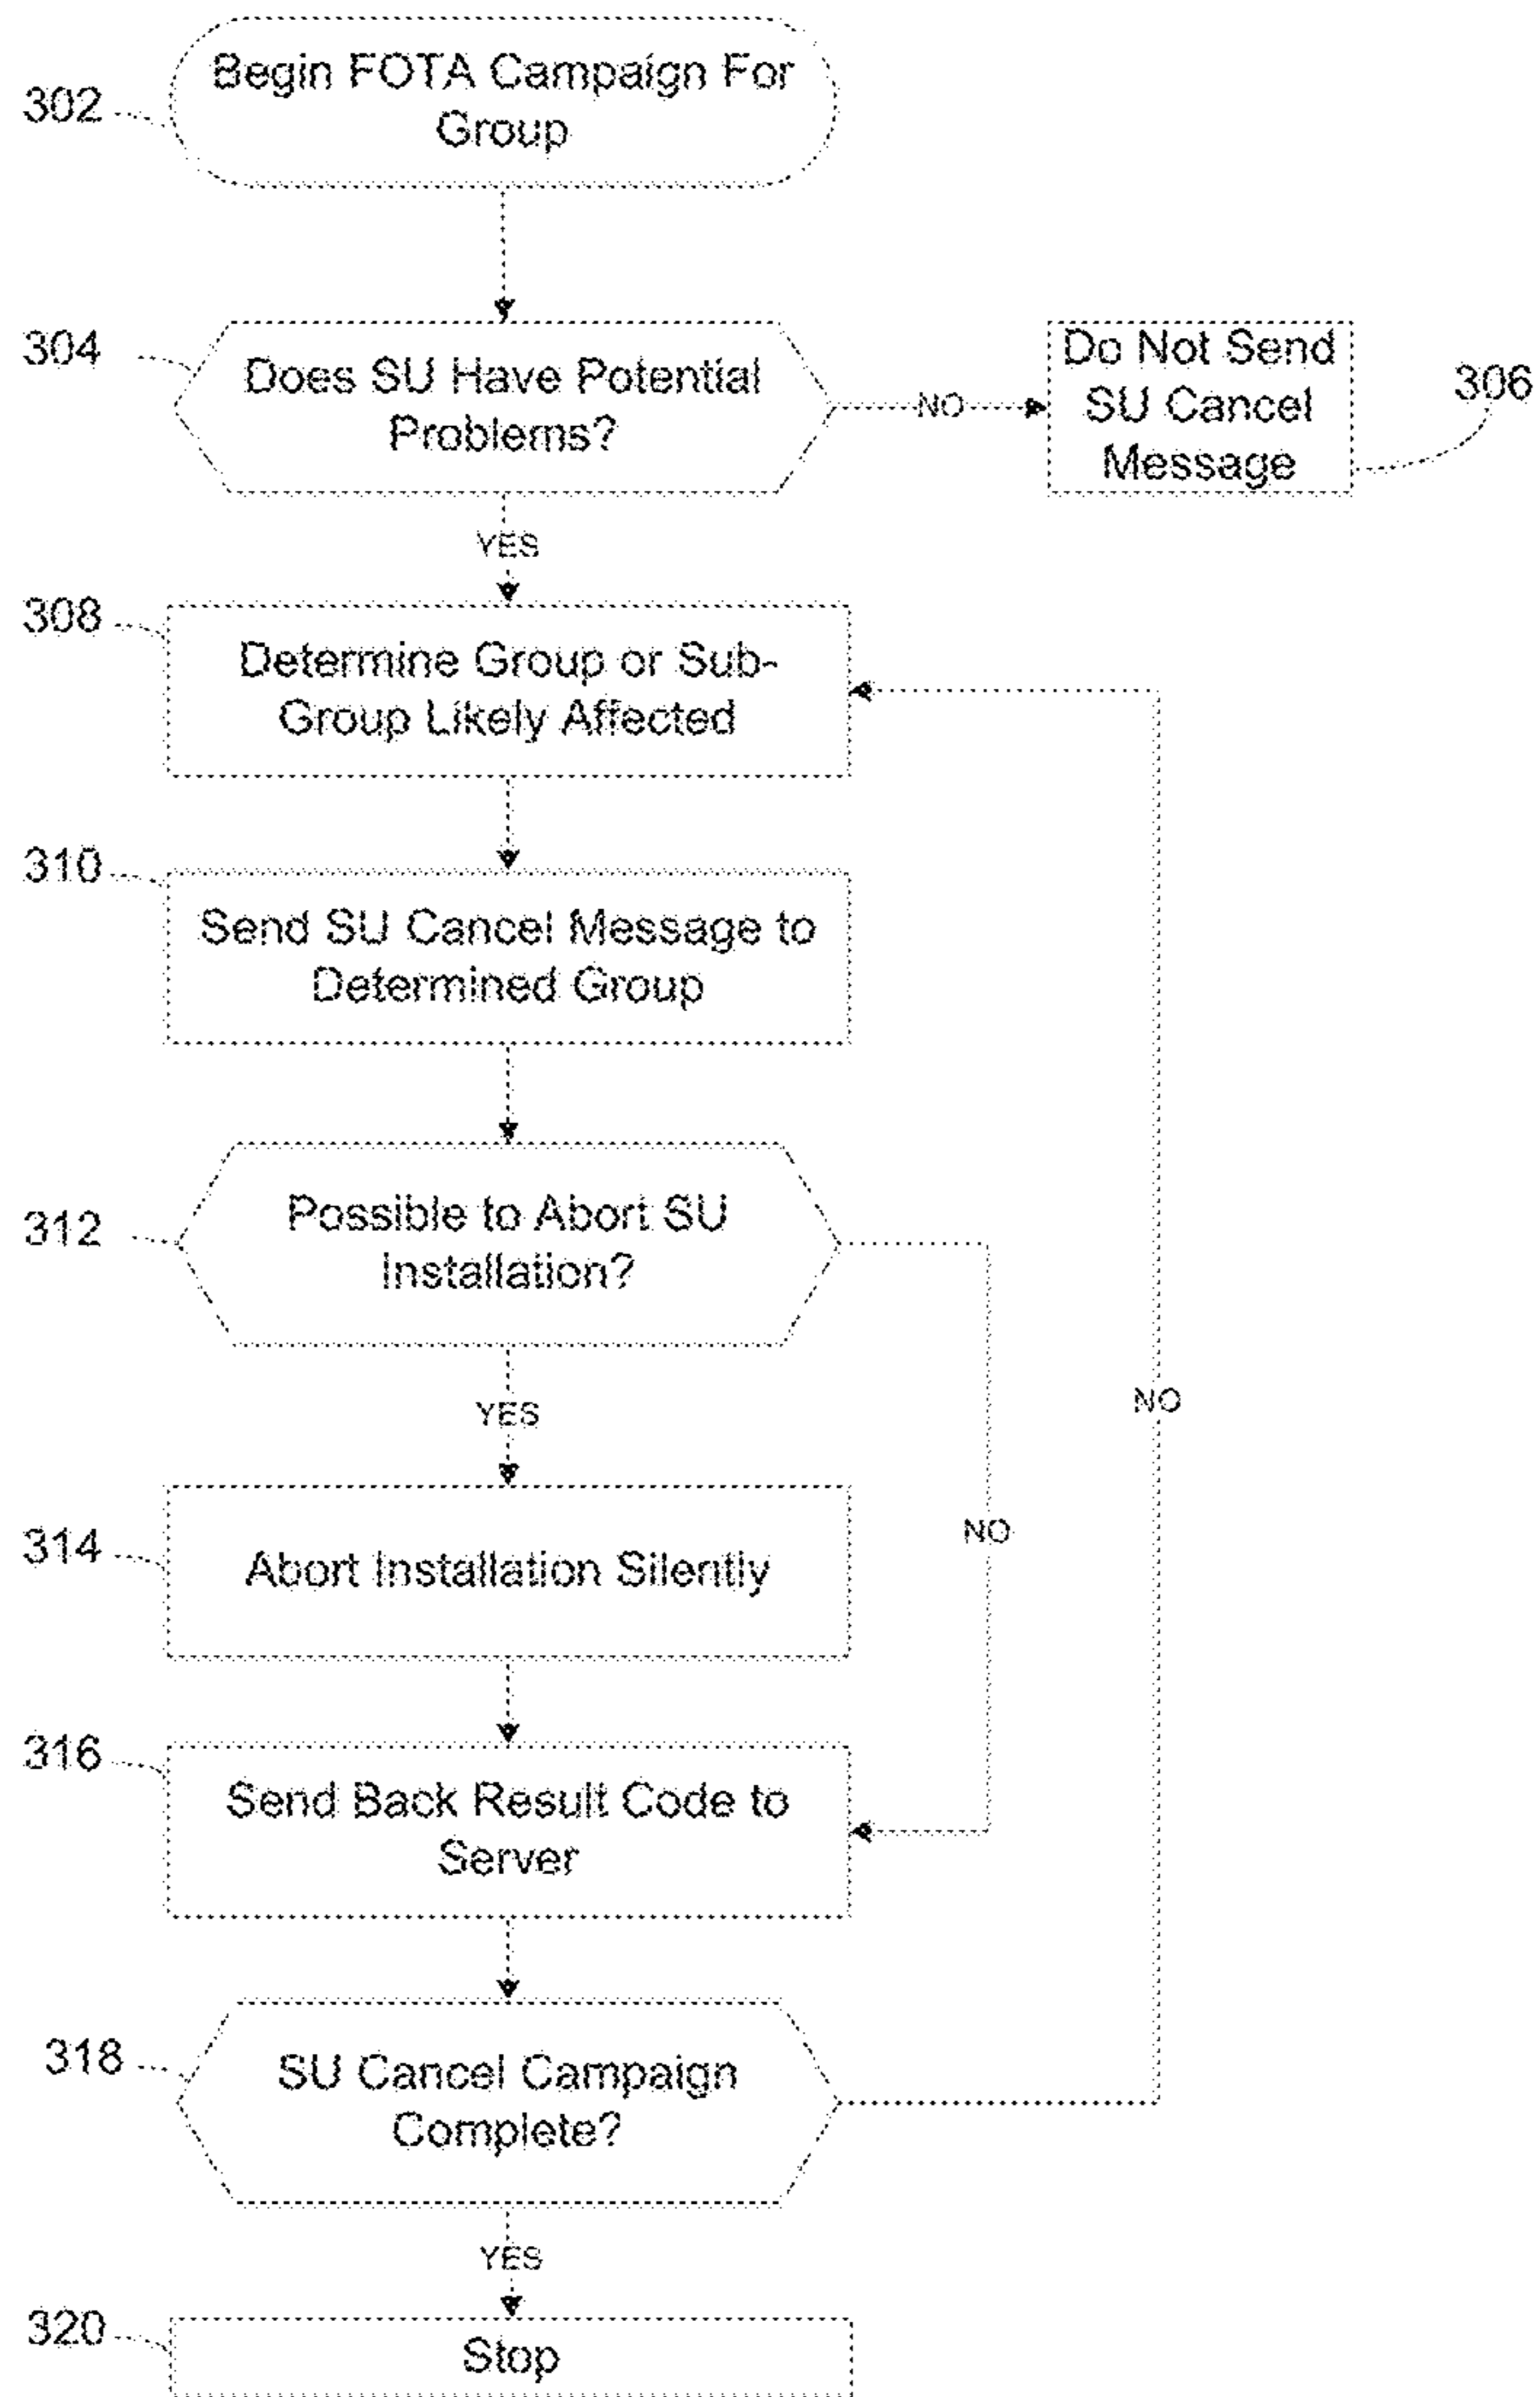 302
Begin FOTA Campaign For
Group
304
Does SU Have Potential
Problems?
NO
Do Not Send
SU Cancel
Message
306
YES
308
Determine Group or Sub-
Group Likely Affected
310
Send SU Cancel Message to
Determined Group
312
Possible to Abort SU
Installation?
YES
NO
NO
314
Abort Installation Silently
316
Send Back Result Code to
Server
318
SU Cancel Campaign
Complete?
YES
320
Stop